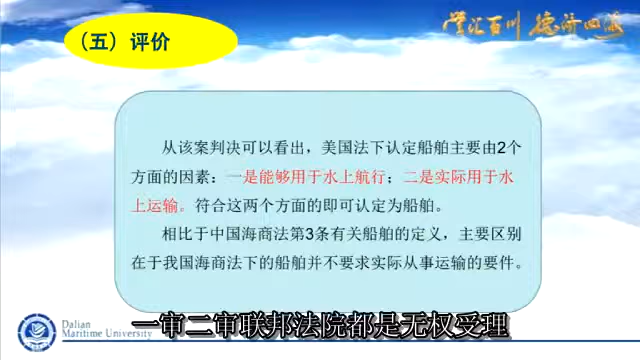 （五）评价
学汇百川 德济四海
从该案判决可以看出，美国法下认定船舶主要由2个
方面的因素：一是能够用于水上航行；二是实际用于水
上运输。符合这两个方面的即可认定为船舶。
相比于中国海商法第3条有关船舶的定义，主要区别
在于我国海商法下的船舶并不要求实际从事运输的要件。
Dalian
Maritime University
一审二审联邦法院都是无权受理